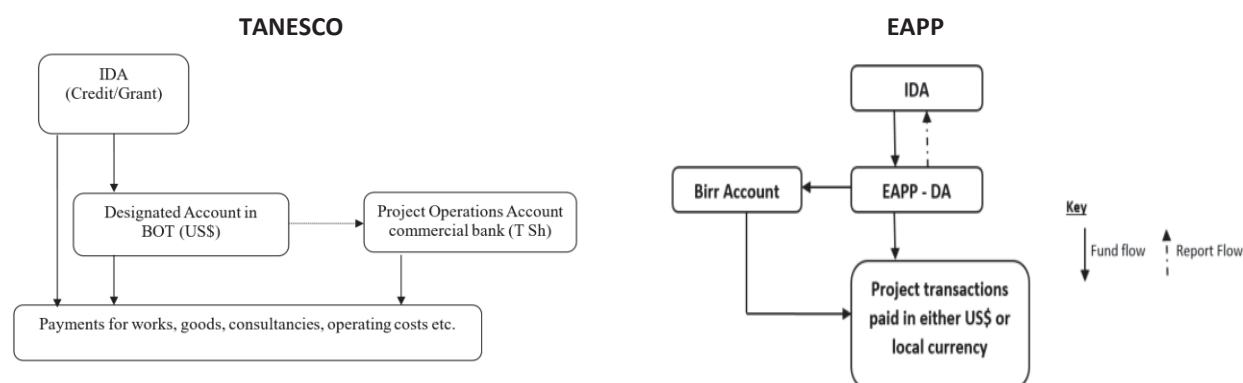 TANESCO
IDA
(Credit/Grant)
Designated Account in
BOT (US$)
Project Operations Account
commercial bank (T Sh)
Payments for works, goods, consultancies, operating costs etc.
EAPP
IDA
Birr Account
EAPP - DA
Project transactions
paid in either US$ or
local currency
Key
Fund flow
Report Flow